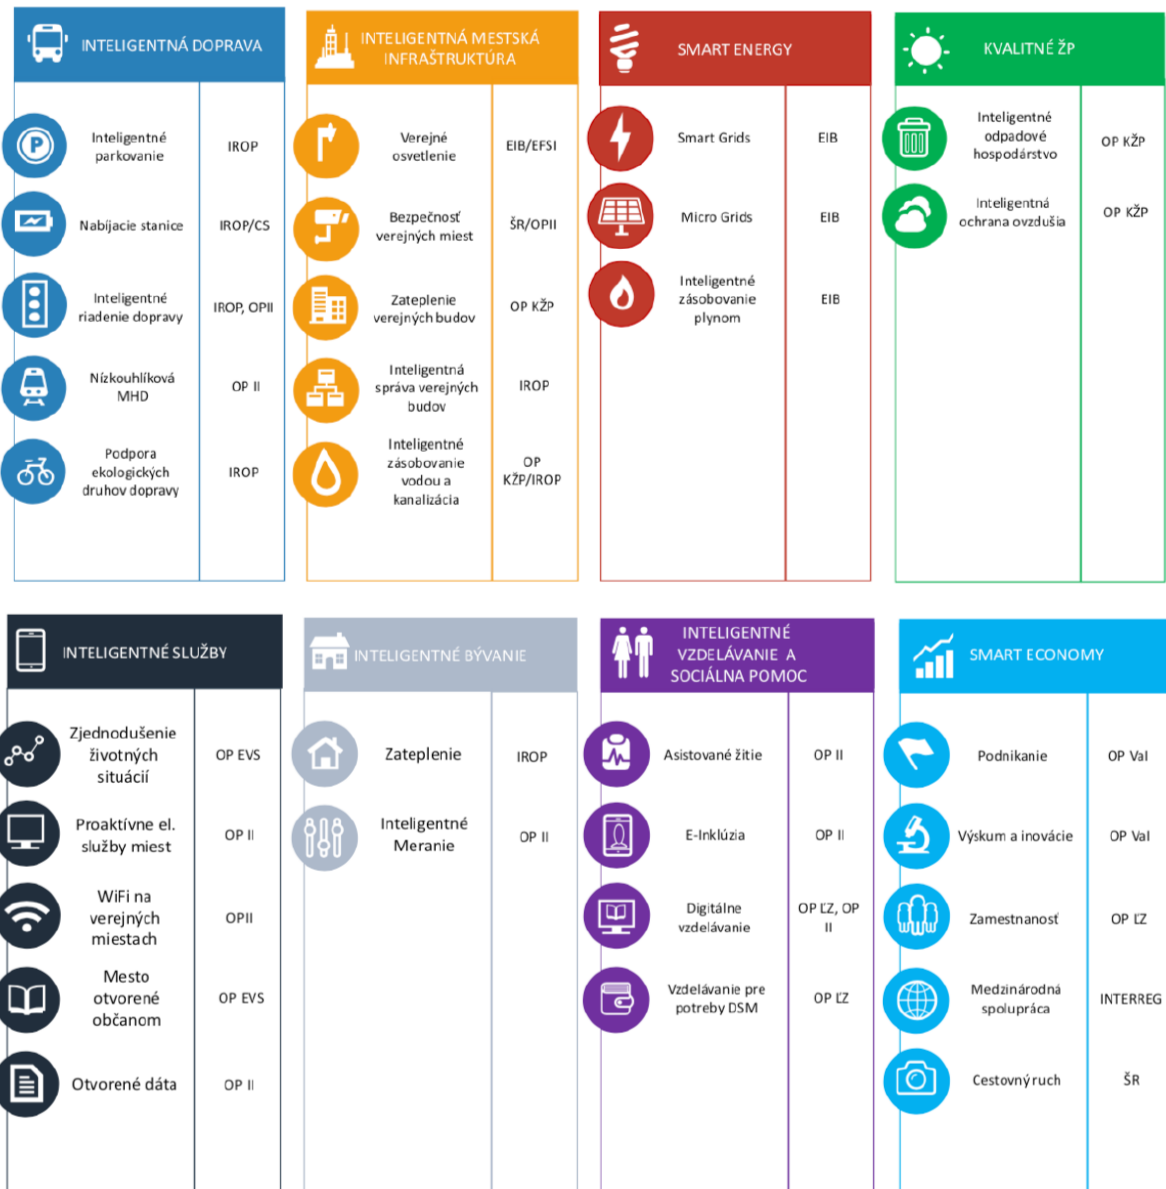 INTELIGENTNÁ DOPRAVA
Inteligentné
parkovanie
IROP
Nabíjacie stanice
IROP/CS
Inteligentné
riadenie dopravy
IROP, OPII
Nízkouhlíková
MHD
OP II
Podpora
ekologických
druhov dopravy
IROP
INTELIGENTNÁ MESTSKÁ
INFRAŠTRUKTÚRA
Verejné
osvetlenie
EIB/EFSI
Bezpečnosť
verejných miest
ŠR/OPII
Zateplenie
verejných budov
OP KŽP
Inteligentná
správa verejných
budov
IROP
Inteligentné
zásobovanie
vodou a
kanalizácia
OP
KŽP/IROP
SMART ENERGY
Smart Grids
EIB
Micro Grids
EIB
Inteligentné
zásobovanie
plynom
EIB
KVALITNÉ ŽP
Inteligentné
odpadové
hospodárstvo
OP KŽP
Inteligentná
ochrana ovzdušia
OP KŽP
INTELIGENTNÉ SLUŽBY
Zjednodušenie
životných
situácií
OP EVS
Proaktívne el.
služby miest
OP II
WiFi na
verejných
miestach
OPII
Mesto
otvorené
občanom
OP EVS
Otvorené dáta
OP II
INTELIGENTNÉ BÝVANIE
Zateplenie
IROP
Inteligentné
Meranie
OP II
INTELIGENTNÉ
VZDELÁVANIE A
SOCIÁLNA POMOC
Asistované žitie
OP II
E-Inklúzia
OP II
Digitálne
vzdelávanie
OP ĽZ, OP
II
Vzdelávanie pre
potreby DSM
OP ĽZ
SMART ECONOMY
Podnikanie
OP VaI
Výskum a inovácie
OP VaI
Zamestnanosť
OP ĽZ
Medzinárodná
spolupráca
INTERREG
Cestovný ruch
ŠR